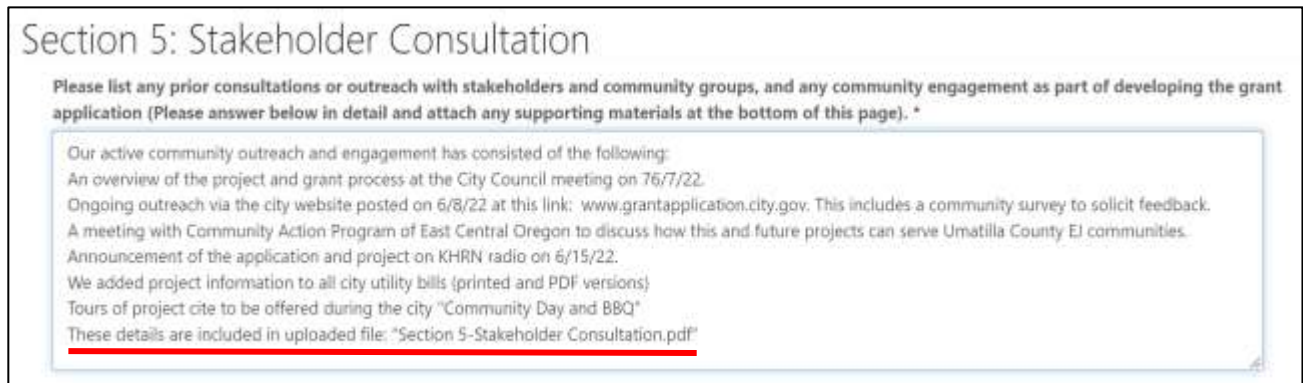 Section 5: Stakeholder Consultation
Please list any prior consultations or outreach with stakeholders and community groups, and any community engagement as part of developing the grant
application (Please answer below in detail and attach any supporting materials at the bottom of this page). *
Our active community outreach and engagement has consisted of the following:
An overview of the project and grant process at the City Council meeting on 76/7/22.
Ongoing outreach via the city website posted on 6/8/22 at this link: www.grantapplication.city.gov. This includes a community survey to solicit feedback.
A meeting with Community Action Program of East Central Oregon to discuss how this and future projects can serve Umatilla County EJ communities.
Announcement of the application and project on KHRN radio on 6/15/22.
We added project information to all city utility bills (printed and PDF versions)
Tours of project cite to be offered during the city "Community Day and BBQ"
These details are included in uploaded file: "Section 5-Stakeholder Consultation.pdf"